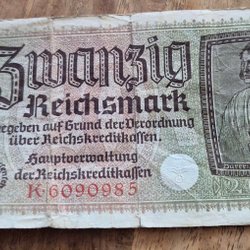 Zwanzig
Reichsmark
gegeben auf Grund der Verordnung
über Reichskreditkassen.
Hauptverwaltung
der Reichskreditkassen
K·6090985